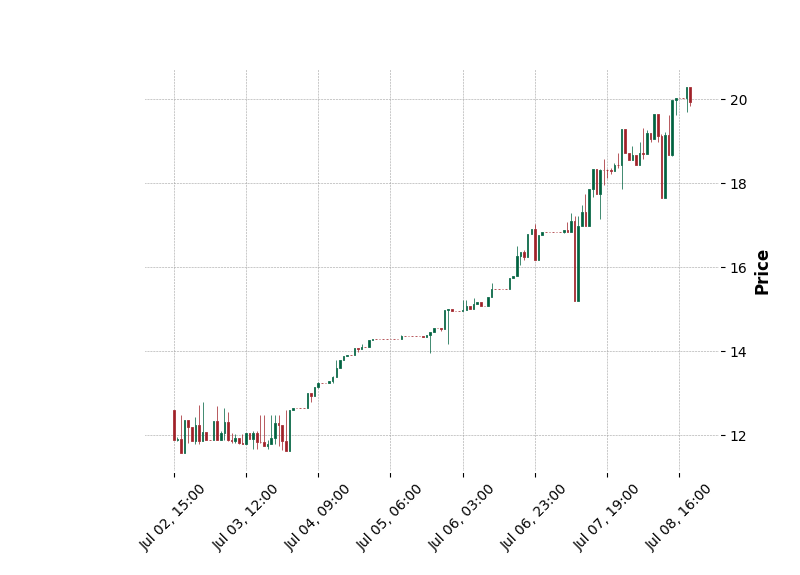 20
18
16
14
12
Price
Jul 02, 15:00
Jul 03, 12:00
Jul 04, 09:00
Jul 05, 06:00
Jul 06, 03:00
Jul 06, 23:00
Jul 07, 19:00
Jul 08, 16:00